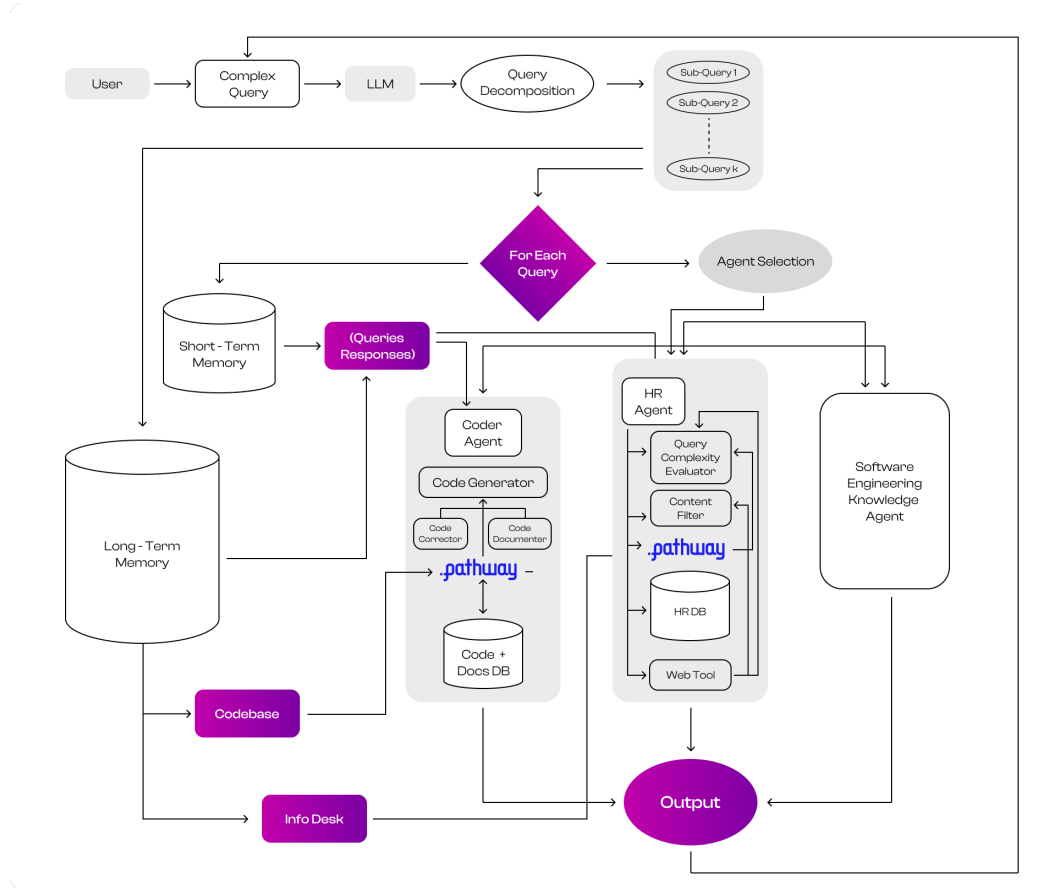 User
Complex
Query
LLM
Query
Decomposition
Sub-Query 1
Sub-Query 2
Sub-Query k
For Each
Query
Agent Selection
Short - Term
Memory
(Queries
Responses)
HR
Agent
Coder
Agent
Query
Complexity
Evaluator
Code Generator
Content
Filter
Code
Corrector
Code
Documenter
Software
Engineering
Knowledge
Agent
Long - Term
Memory
..pathway
..pathway
HR DB
Code +
Docs DB
Web Tool
Codebase
Output
Info Desk